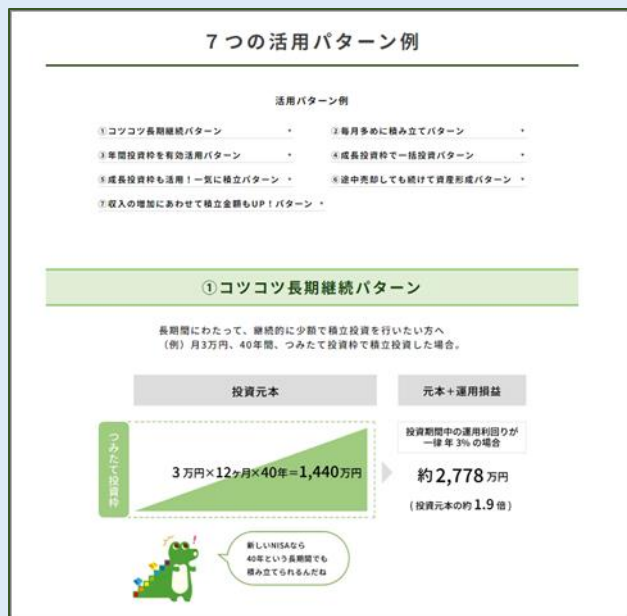 7つの活用パターン例
活用パターン例
①コツコツ長期継続パターン
②毎月多めに積み立てパターン
③年間投資枠を有効活用パターン
④成長投資枠で一括投資パターン
⑤成長投資枠も活用！一気に積立パターン
⑥途中売却しても続けて資産形成パターン
⑦収入の増加にあわせて積立金額もUP！パターン
①コツコツ長期継続パターン
長期間にわたって、継続的に少額で積立投資を行いたい方へ
（例）月3万円、40年間、つみたて投資枠で積立投資した場合。
投資元本
元本＋運用損益
つみたて投資枠
3万円×12ヶ月×40年＝1,440万円
投資期間中の運用利回りが
一律 年 3% の場合
約2,778万円
(投資元本の約 1.9 倍)
新しいNISAなら
40年という長期間でも
積み立てられるんだね